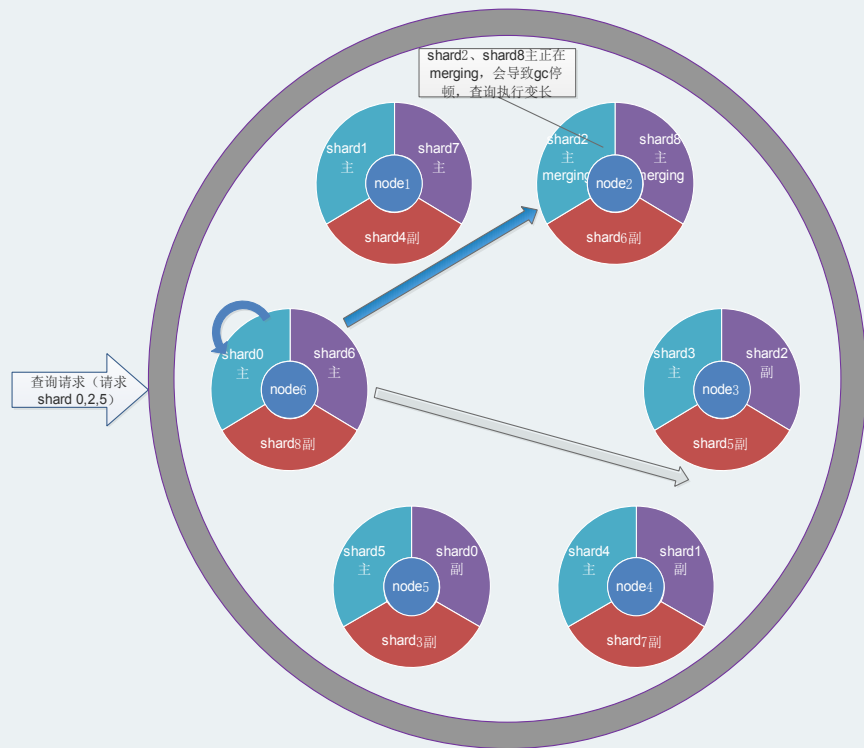 shard2、shard8主正在
merging，会导致gc停
顿，查询执行变长
shard1
主
shard7
主
node1
shard4副
shard2
主
merging
shard8
主
merging
node2
shard6副
查询请求（请求
shard 0,2,5）
shard0
主
shard6
主
node6
shard8副
shard3
主
shard2
副
node3
shard5副
shard5
主
shard0
副
node5
shard3副
shard4
主
shard1
副
node4
shard7副